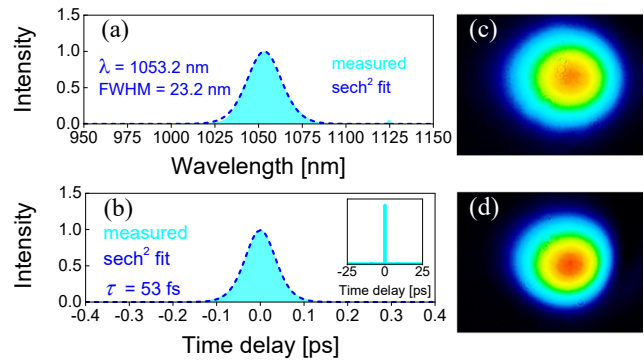 (a)
1.5
1.0
0.5
0.0
Intensity
λ = 1053.2 nm
FWHM = 23.2 nm
measured
sech² fit
950 975 1000 1025 1050 1075 1100 1125 1150
Wavelength [nm]
(c)
(b)
1.5
1.0
0.5
0.0
Intensity
measured
sech² fit
τ = 53 fs
-25 0 25
Time delay [ps]
-0.4 -0.3 -0.2 -0.1 0.0 0.1 0.2 0.3 0.4
Time delay [ps]
(d)